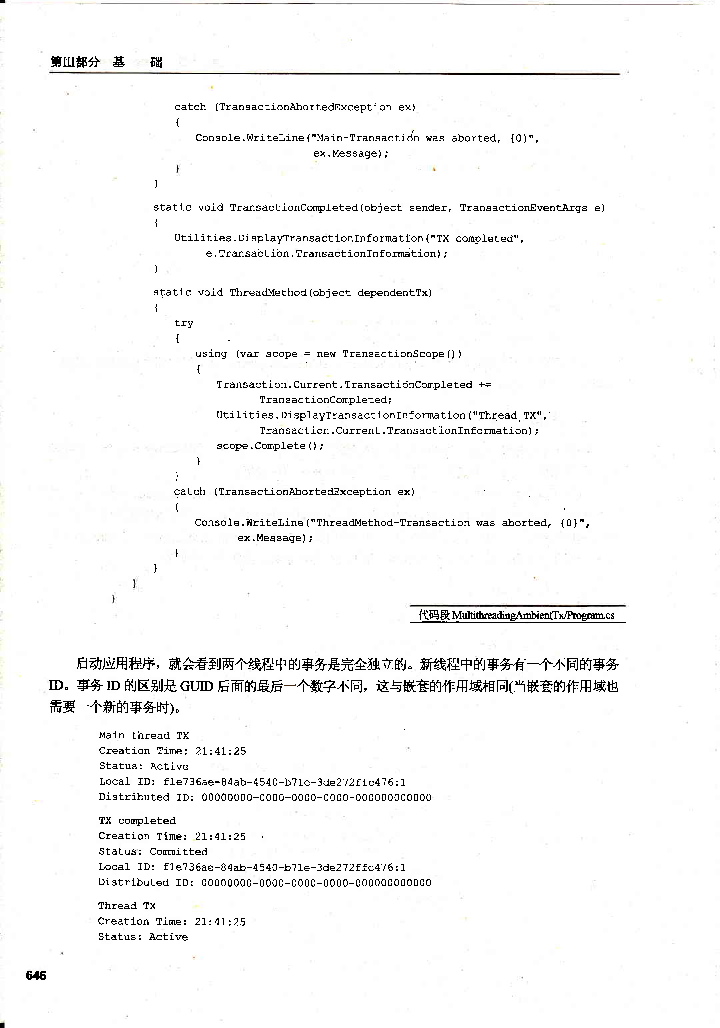 第III部分 基 础
catch (TransactionAbortedException ex)
{
Console.WriteLine("Main-Transaction was aborted, {0}",
ex.Message);
}
}
static void TransactionCompleted(object sender, TransactionEventArgs e)
{
Utilities.DisplayTransactionInformation("TX completed",
e.Transaction.TransactionInformation);
}
static void ThreadMethod(object dependentTx)
{
try
{
using (var scope = new TransactionScope())
{
Transaction.Current.TransactionCompleted +=
TransactionCompleted;
Utilities.DisplayTransactionInformation("Thread TX",
Transaction.Current.TransactionInformation);
scope.Complete();
}
}
catch (TransactionAbortedException ex)
{
Console.WriteLine("ThreadMethod-Transaction was aborted, {0}",
ex.Message);
}
}
}
}
代码段 MultithreadingAmbientTx/Program.cs
启动应用程序，就会看到两个线程中的事务是完全独立的。新线程中的事务有一个不同的事务
ID。事务 ID 的区别是 GUID 后面的最后一个数字不同，这与嵌套的作用域相同(当嵌套的作用域也
需要一个新的事务时)。
Main thread TX
Creation Time: 21:41:25
Status: Active
Local ID: f1e736ae-84ab-4540-b71e-3de272ffc476:1
Distributed ID: 00000000-0000-0000-0000-000000000000
TX completed
Creation Time: 21:41:25
Status: Committed
Local ID: f1e736ae-84ab-4540-b71e-3de272ffc476:1
Distributed ID: 00000000-0000-0000-0000-000000000000
Thread TX
Creation Time: 21:41:25
Status: Active
646